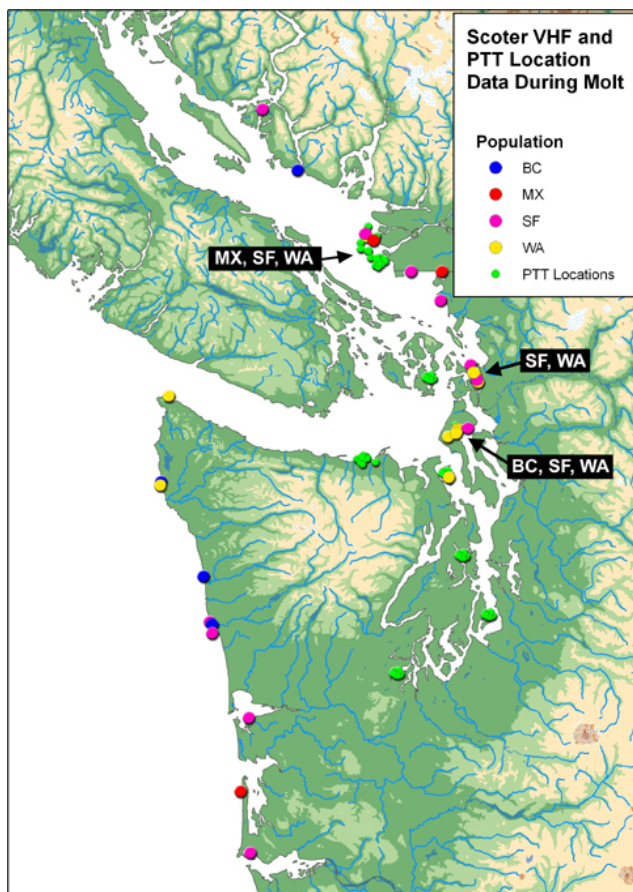 Scoter VHF and
PTT Location
Data During Molt
Population
BC
MX
SF
WA
PTT Locations
MX, SF, WA
SF, WA
BC, SF, WA